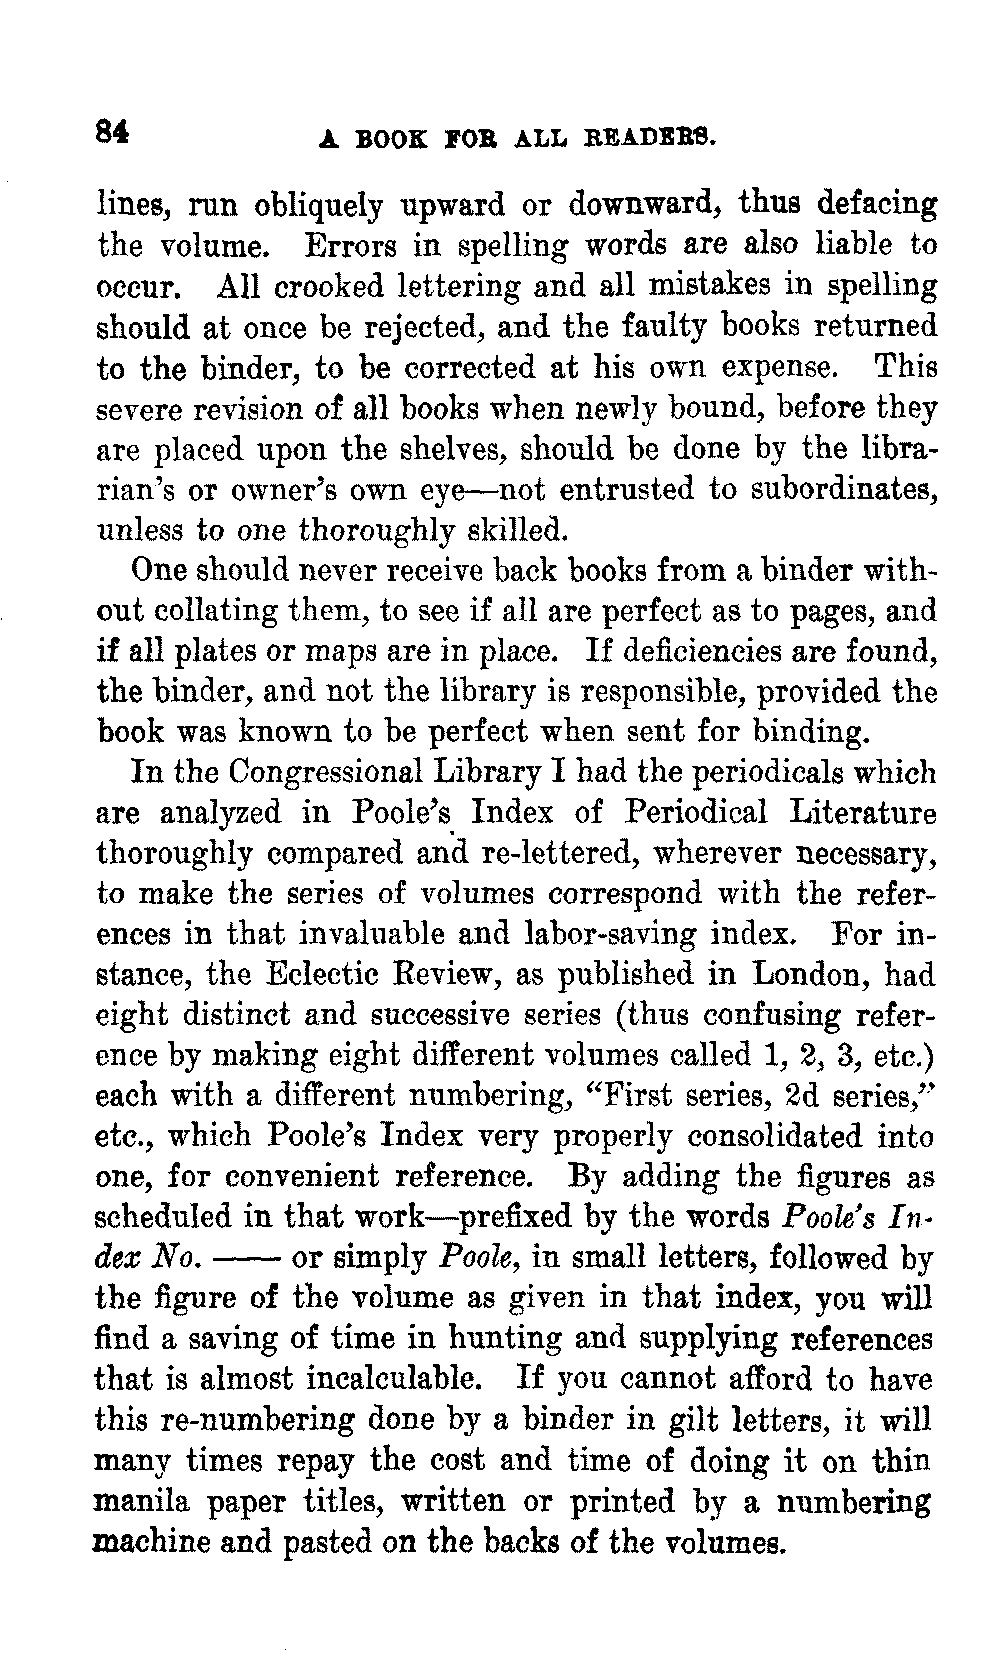 84 A BOOK FOR ALL READERS.
lines, run obliquely upward or downward, thus defacing
the volume. Errors in spelling words are also liable to
occur. All crooked lettering and all mistakes in spelling
should at once be rejected, and the faulty books returned
to the binder, to be corrected at his own expense. This
severe revision of all books when newly bound, before they
are placed upon the shelves, should be done by the libra-
rian's or owner's own eye—not entrusted to subordinates,
unless to one thoroughly skilled.
One should never receive back books from a binder with-
out collating them, to see if all are perfect as to pages, and
if all plates or maps are in place. If deficiencies are found,
the binder, and not the library is responsible, provided the
book was known to be perfect when sent for binding.
In the Congressional Library I had the periodicals which
are analyzed in Poole's Index of Periodical Literature
thoroughly compared and re-lettered, wherever necessary,
to make the series of volumes correspond with the refer-
ences in that invaluable and labor-saving index. For in-
stance, the Eclectic Review, as published in London, had
eight distinct and successive series (thus confusing refer-
ence by making eight different volumes called 1, 2, 3, etc.)
each with a different numbering, "First series, 2d series,"
etc., which Poole's Index very properly consolidated into
one, for convenient reference. By adding the figures as
scheduled in that work—prefixed by the words Poole's In-
dex No. —— or simply Poole, in small letters, followed by
the figure of the volume as given in that index, you will
find a saving of time in hunting and supplying references
that is almost incalculable. If you cannot afford to have
this re-numbering done by a binder in gilt letters, it will
many times repay the cost and time of doing it on thin
manila paper titles, written or printed by a numbering
machine and pasted on the backs of the volumes.